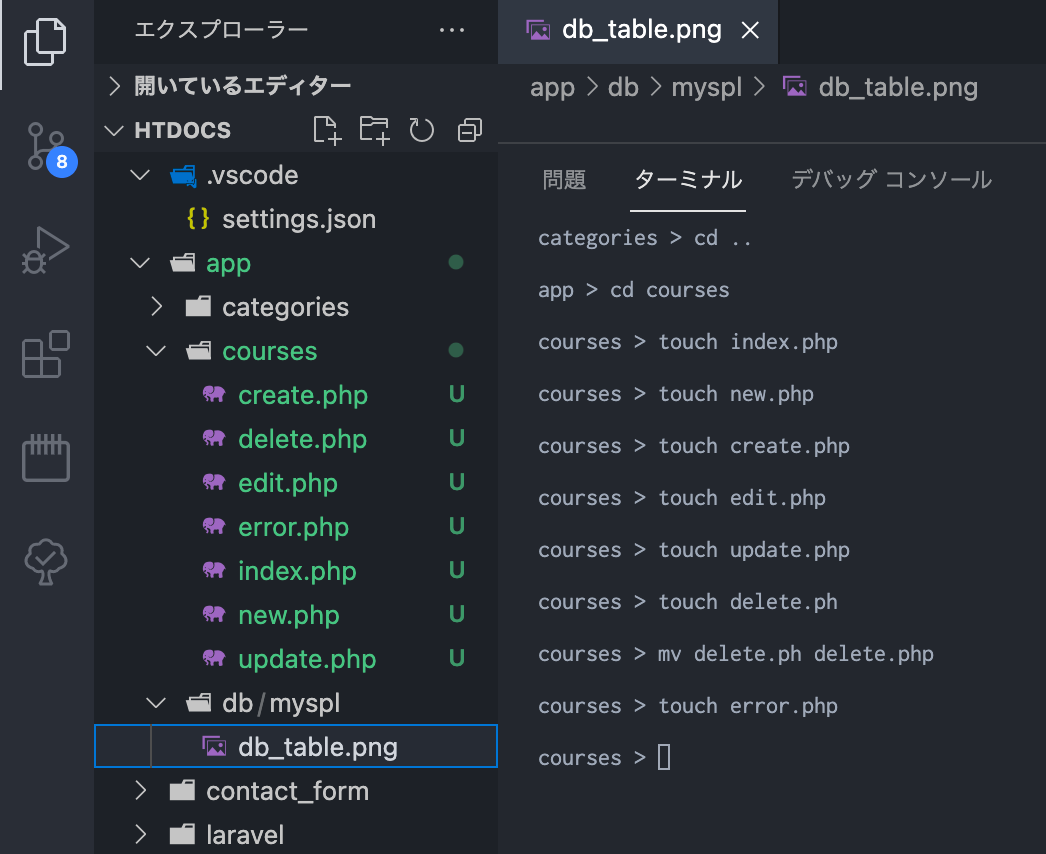 エクスプローラー
開いているエディター
HTDOCS
8
.vscode
{} settings.json
app
categories
courses
create.php U
delete.php U
edit.php U
error.php U
index.php U
new.php U
update.php U
db/myspl
db_table.png
contact_form
laravel
db_table.png
app > db > myspl > db_table.png
問題 ターミナル デバッグ コンソール
categories > cd ..
app > cd courses
courses > touch index.php
courses > touch new.php
courses > touch create.php
courses > touch edit.php
courses > touch update.php
courses > touch delete.ph
courses > mv delete.ph delete.php
courses > touch error.php
courses >